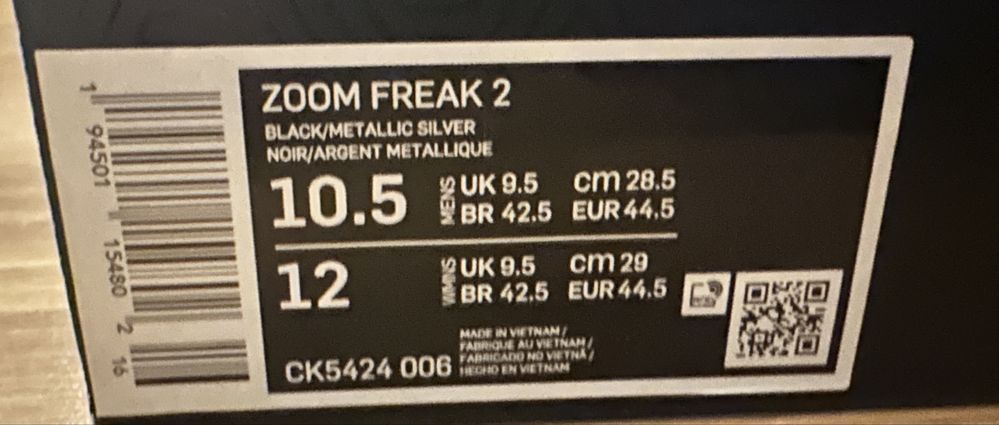 ZOOM FREAK 2
BLACK/METALLIC SILVER
NOIR/ARGENT METALLIQUE
10.5 MENS UK 9.5 cm 28.5
BR 42.5 EUR 44.5
12 UK 9.5 cm 29
BR 42.5 EUR 44.5
CK5424 006
MADE IN VIETNAM /
FABRIQUE AU VIETNAM /
FABRICADO NO VIETNÃ /
HECHO EN VIETNAM
1 94501 15480 2 16